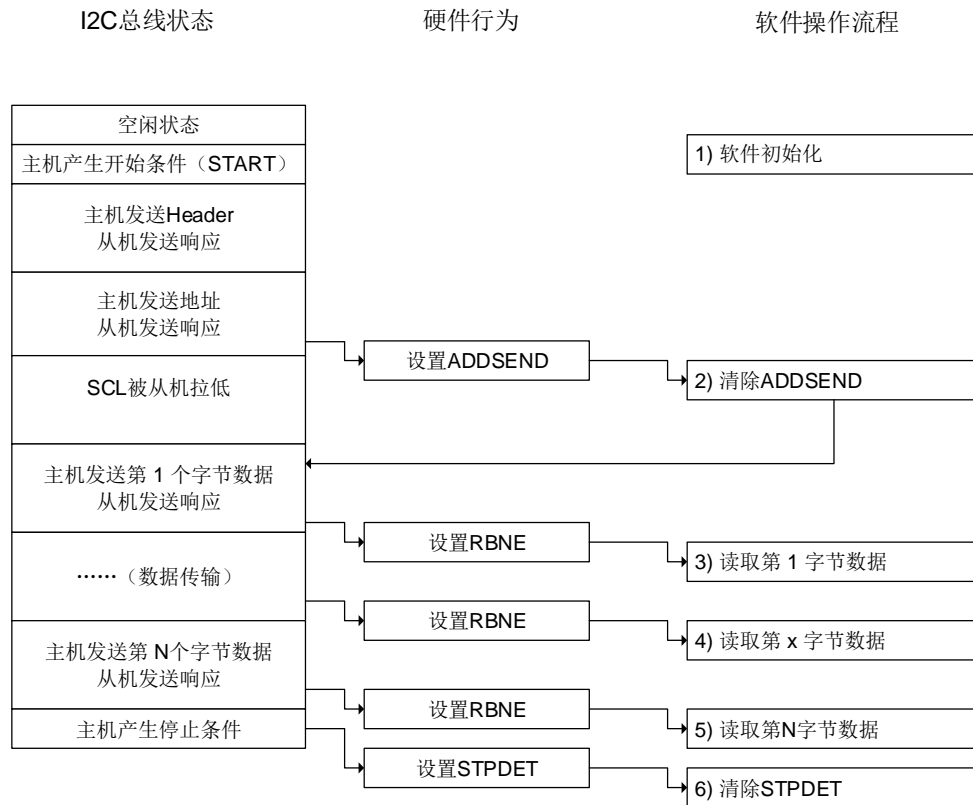 I2C总线状态
硬件行为
软件操作流程
空闲状态
主机产生开始条件（START）
1) 软件初始化
主机发送Header
从机发送响应
主机发送地址
从机发送响应
设置ADDSEND
2) 清除ADDSEND
SCL被从机拉低
主机发送第 1 个字节数据
从机发送响应
设置RBNE
3) 读取第 1 字节数据
……（数据传输）
设置RBNE
4) 读取第 x 字节数据
主机发送第 N个字节数据
从机发送响应
设置RBNE
5) 读取第N字节数据
主机产生停止条件
设置STPDET
6) 清除STPDET